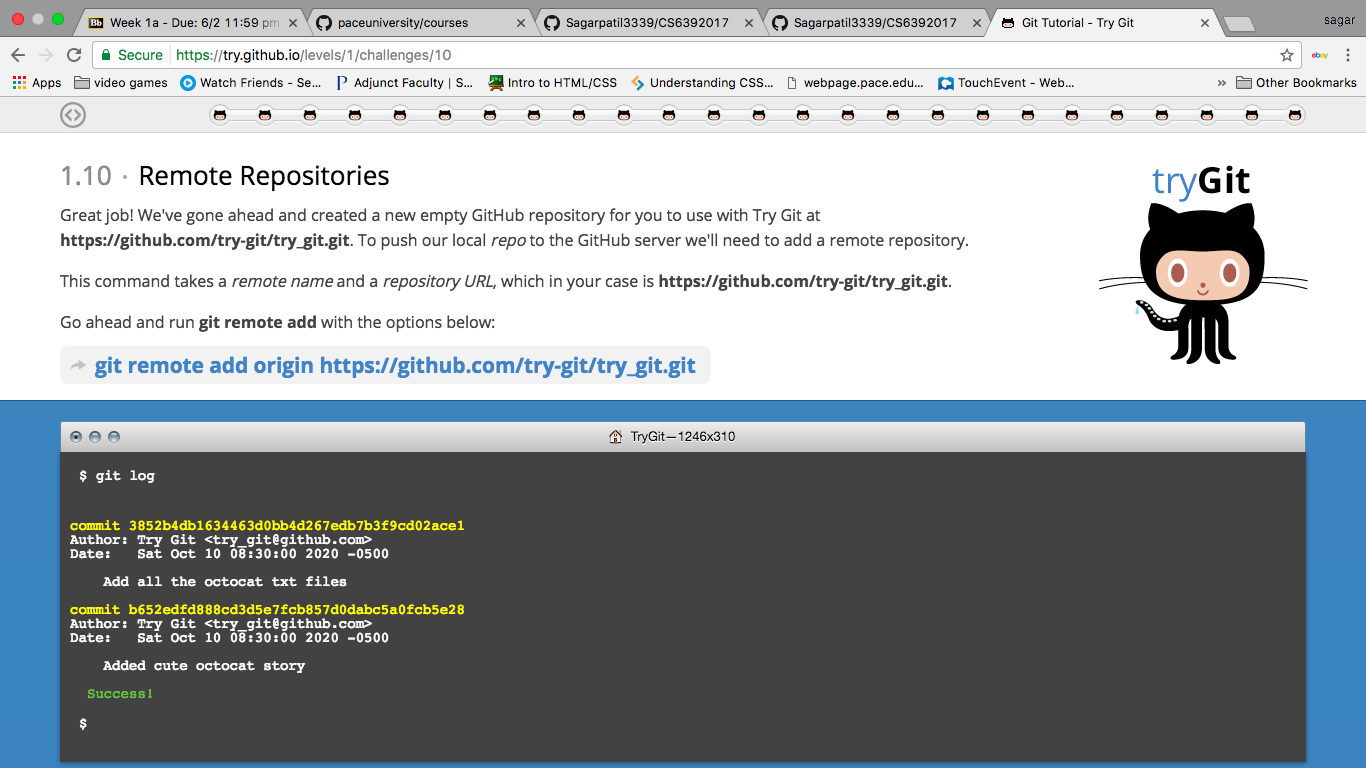 Week 1a - Due: 6/2 11:59 pm
paceuniversity/courses
Sagarpatil3339/CS6392017
Sagarpatil3339/CS6392017
Git Tutorial - Try Git
sagar
Secure
https://try.github.io/levels/1/challenges/10
ebay
Apps
video games
Watch Friends - Se...
Adjunct Faculty | S...
Intro to HTML/CSS
Understanding CSS...
webpage.pace.edu...
TouchEvent - Web...
»
Other Bookmarks
1.10 · Remote Repositories
Great job! We've gone ahead and created a new empty GitHub repository for you to use with Try Git at
https://github.com/try-git/try_git.git. To push our local repo to the GitHub server we'll need to add a remote repository.
This command takes a remote name and a repository URL, which in your case is https://github.com/try-git/try_git.git.
Go ahead and run git remote add with the options below:
git remote add origin https://github.com/try-git/try_git.git
tryGit
TryGit—1246x310
$ git log
commit 3852b4db1634463d0bb4d267edb7b3f9cd02ace1
Author: Try Git <try_git@github.com>
Date: Sat Oct 10 08:30:00 2020 -0500
Add all the octocat txt files
commit b652edfd888cd3d5e7fcb857d0dabc5a0fcb5e28
Author: Try Git <try_git@github.com>
Date: Sat Oct 10 08:30:00 2020 -0500
Added cute octocat story
Success!
$